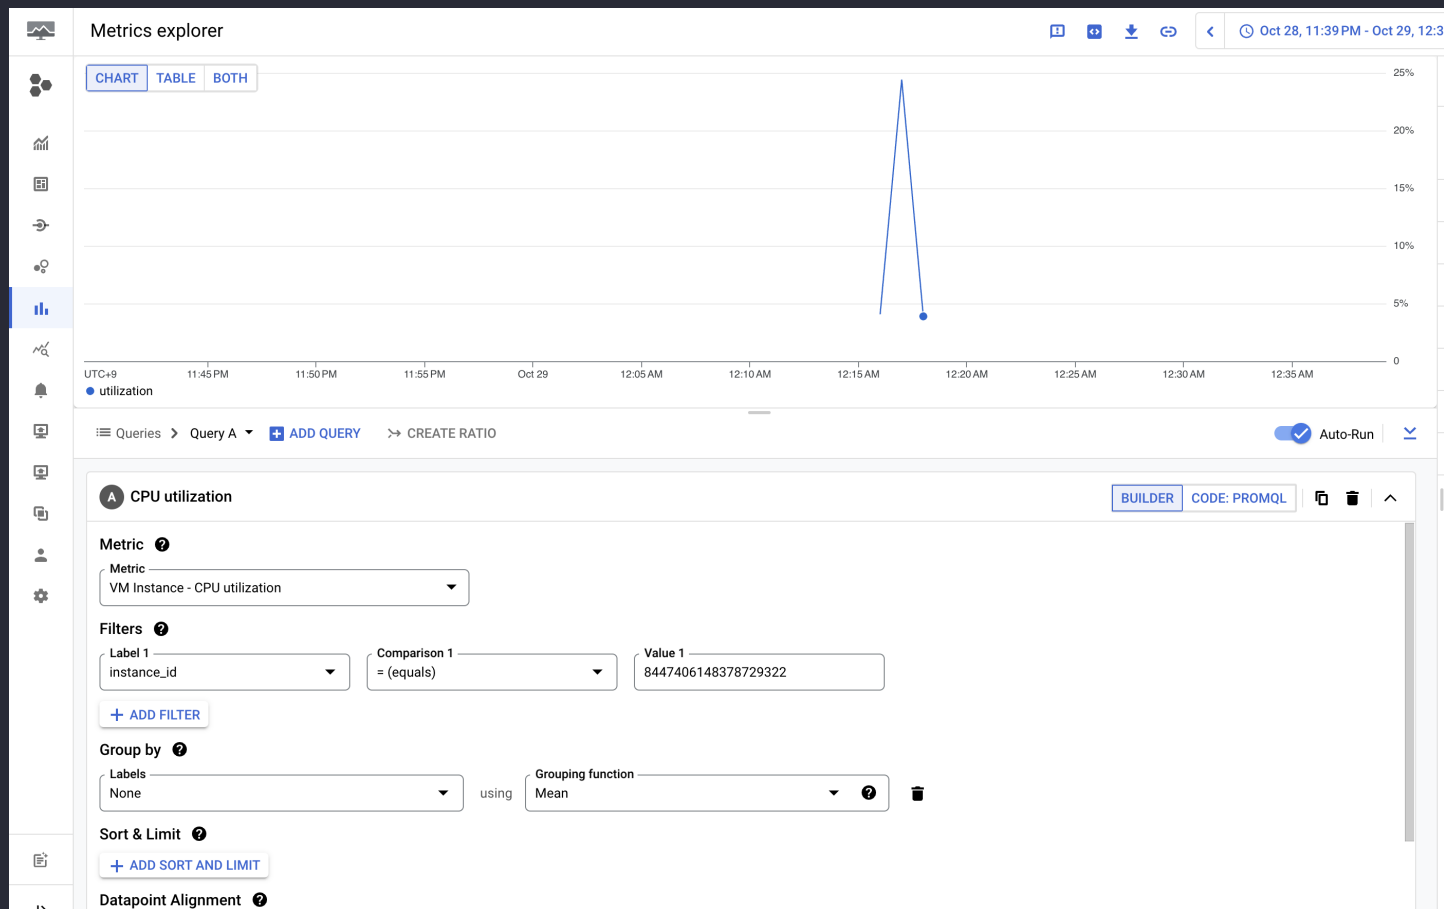 Metrics explorer
Oct 28, 11:39 PM - Oct 29, 12:3
CHART TABLE BOTH
25%
20%
15%
10%
5%
0
UTC+9 11:45 PM 11:50 PM 11:55 PM Oct 29 12:05 AM 12:10 AM 12:15 AM 12:20 AM 12:25 AM 12:30 AM 12:35 AM
utilization
Queries Query A ADD QUERY CREATE RATIO Auto-Run
A CPU utilization BUILDER CODE: PROMQL
Metric
Metric
VM Instance - CPU utilization
Filters
Label 1 Comparison 1 Value 1
instance_id = (equals) 8447406148378729322
ADD FILTER
Group by
Labels Grouping function
None using Mean
Sort & Limit
ADD SORT AND LIMIT
Datapoint Alignment